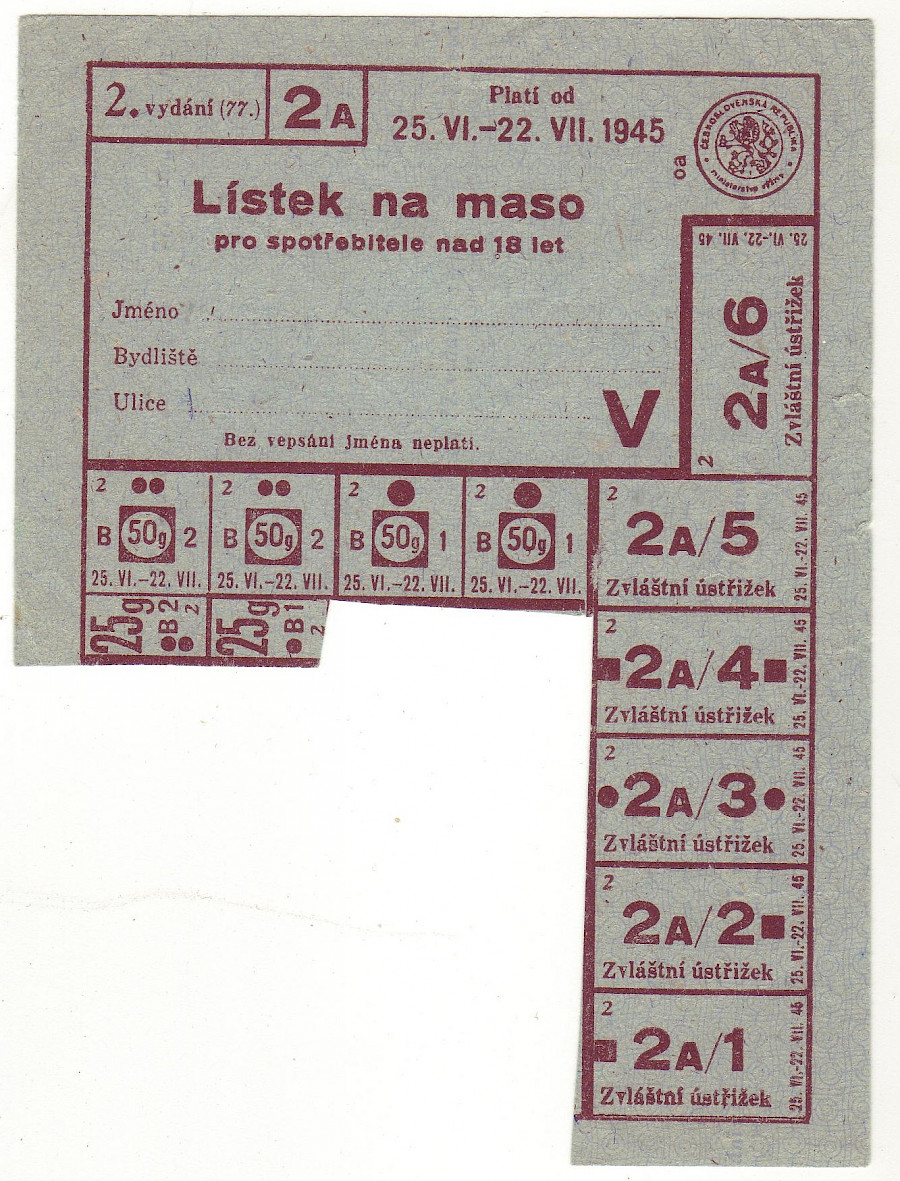 2. vydání (77.)
2A
Platí od
25. VI.–22. VII. 1945
ČESKOSLOVENSKÁ REPUBLIKA
ministerstvo výživy
oa
Lístek na maso
pro spotřebitele nad 18 let
Jméno
Bydliště
Ulice
V
Bez vepsání jména neplatí.
25. VI.–22. VII. 45
2A/6
Zvláštní ústřižek
2
2
B 50g 2
25. VI.–22. VII.
2
B 50g 2
25. VI.–22. VII.
2
B 50g 1
25. VI.–22. VII.
2
B 50g 1
25. VI.–22. VII.
25g
B 2
2
25g
B 1
2
2
2A/5
Zvláštní ústřižek
25. VI.–22. VII. 45
2
2A/4
Zvláštní ústřižek
25. VI.–22. VII. 45
2
2A/3
Zvláštní ústřižek
25. VI.–22. VII. 45
2
2A/2
Zvláštní ústřižek
25. VI.–22. VII. 45
2
2A/1
Zvláštní ústřižek
25. VI.–22. VII. 45